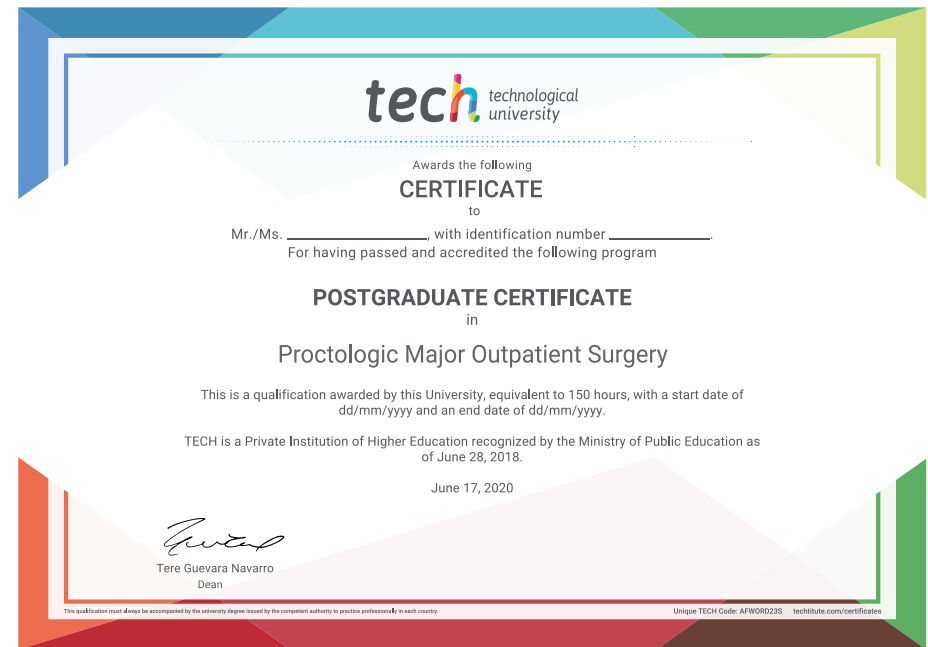 tech technological
university
Awards the following
CERTIFICATE
to
Mr./Ms. ____________________, with identification number ______________.
For having passed and accredited the following program
POSTGRADUATE CERTIFICATE
in
Proctologic Major Outpatient Surgery
This is a qualification awarded by this University, equivalent to 150 hours, with a start date of
dd/mm/yyyy and an end date of dd/mm/yyyy.
TECH is a Private Institution of Higher Education recognized by the Ministry of Public Education as
of June 28, 2018.
June 17, 2020
Tere Guevara Navarro
Dean
This qualification must always be accompanied by the university degree issued by the competent authority to practice professionally in each country.
Unique TECH Code: AFWORD23S techtitute.com/certificates